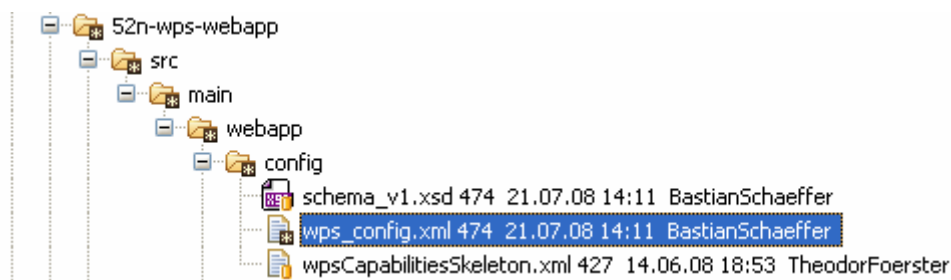 52n-wps-webapp
src
main
webapp
config
schema_v1.xsd 474 21.07.08 14:11 BastianSchaeffer
wps_config.xml 474 21.07.08 14:11 BastianSchaeffer
wpsCapabilitiesSkeleton.xml 427 14.06.08 18:53 TheodorFoerster